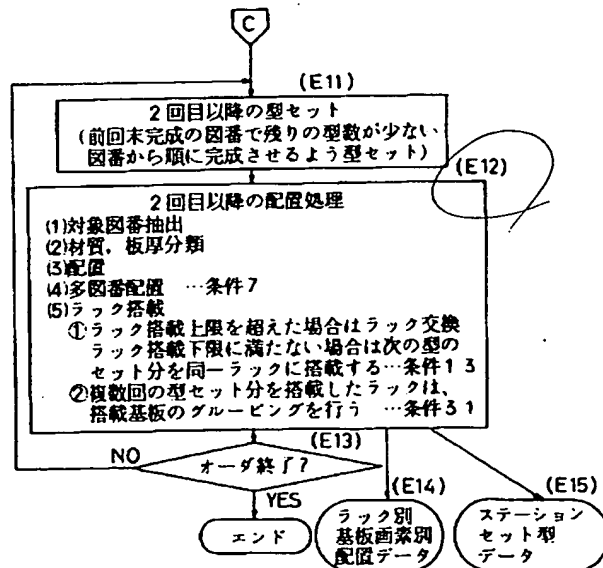 C
(E11)
2回目以降の型セット
(前回未完成の図番で残りの型数が少ない
図番から順に完成させるよう型セット)
(E12)
2回目以降の配置処理
(1)対象図番抽出
(2)材質,板厚分類
(3)配置
(4)多図番配置 …条件7
(5)ラック搭載
①ラック搭載上限を超えた場合はラック交換
ラック搭載下限に満たない場合は次の型の
セット分を同一ラックに搭載する…条件13
②複数回の型セット分を搭載したラックは、
搭載基板のグルーピングを行う …条件31
(E13)
NO
オーダ終了?
YES
エンド
(E14)
ラック別
基板画素別
配置データ
(E15)
ステーション
セット型
データ